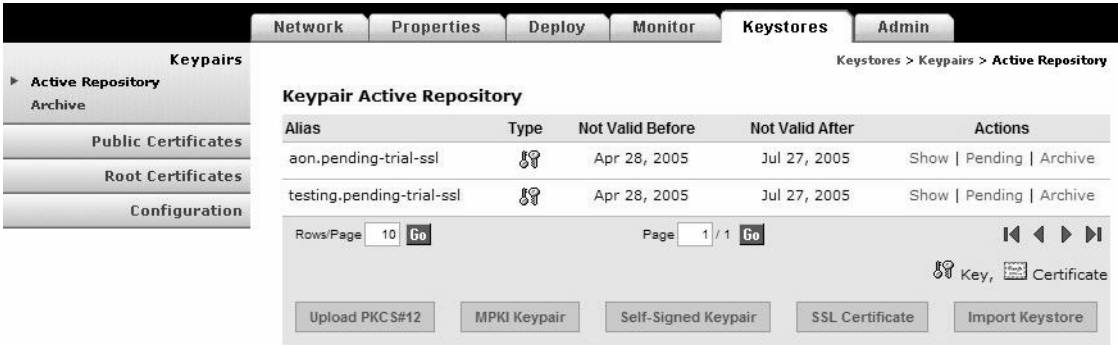 Network Properties Deploy Monitor Keystores Admin
Keypairs
Active Repository
Archive
Public Certificates
Root Certificates
Configuration
Keystores > Keypairs > Active Repository
Keypair Active Repository
Alias Type Not Valid Before Not Valid After Actions
aon.pending-trial-ssl Apr 28, 2005 Jul 27, 2005 Show | Pending | Archive
testing.pending-trial-ssl Apr 28, 2005 Jul 27, 2005 Show | Pending | Archive
Rows/Page 10 Go Page 1 / 1 Go
Key, Certificate
Upload PKCS#12 MPKI Keypair Self-Signed Keypair SSL Certificate Import Keystore